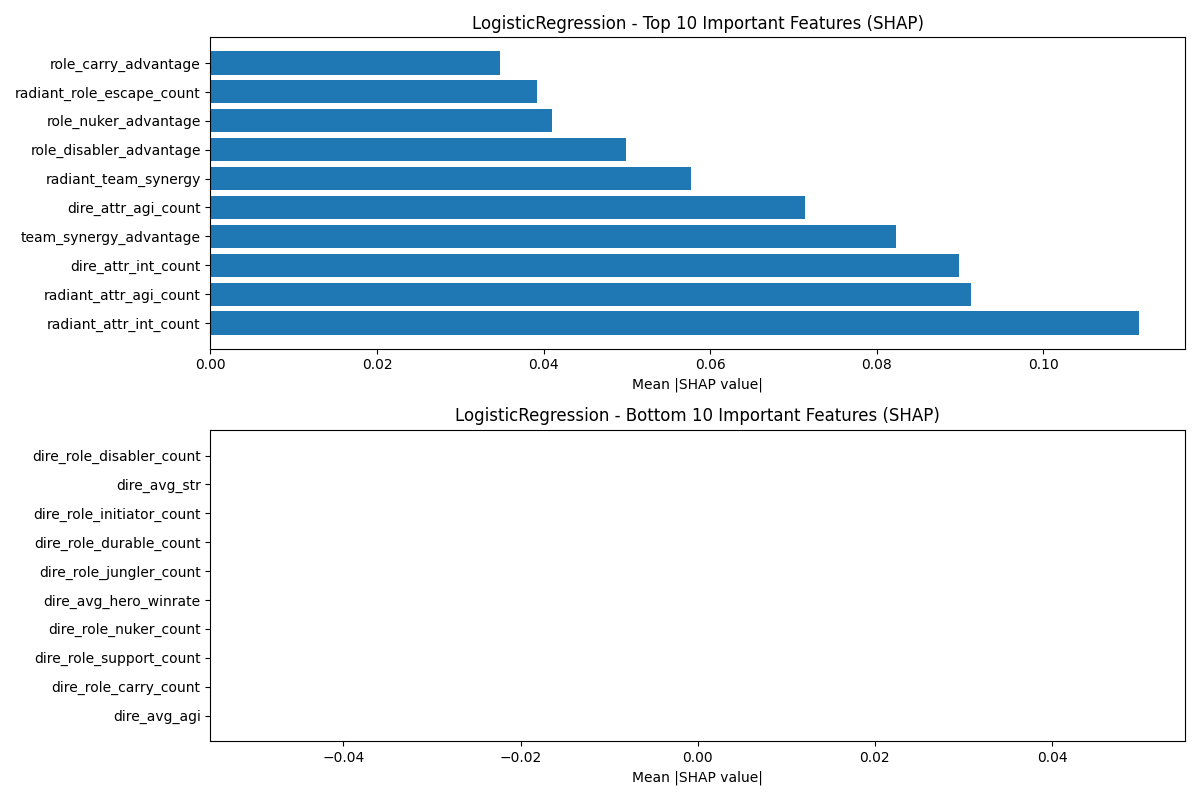 LogisticRegression - Top 10 Important Features (SHAP)
role_carry_advantage
radiant_role_escape_count
role_nuker_advantage
role_disabler_advantage
radiant_team_synergy
dire_attr_agi_count
team_synergy_advantage
dire_attr_int_count
radiant_attr_agi_count
radiant_attr_int_count
0.00 0.02 0.04 0.06 0.08 0.10
Mean |SHAP value|
LogisticRegression - Bottom 10 Important Features (SHAP)
dire_role_disabler_count
dire_avg_str
dire_role_initiator_count
dire_role_durable_count
dire_role_jungler_count
dire_avg_hero_winrate
dire_role_nuker_count
dire_role_support_count
dire_role_carry_count
dire_avg_agi
−0.04 −0.02 0.00 0.02 0.04
Mean |SHAP value|